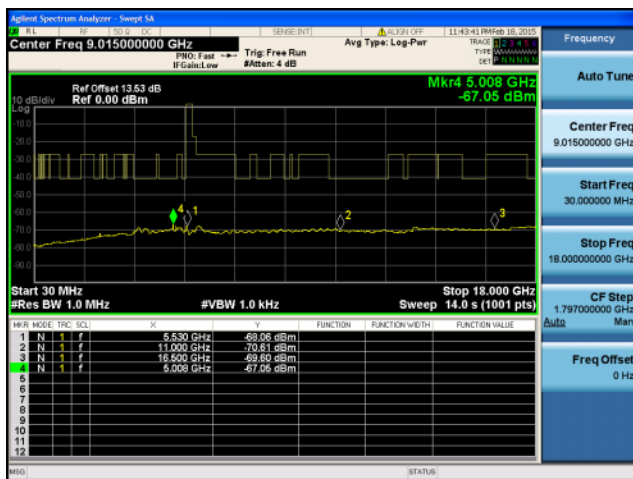 Agilent Spectrum Analyzer - Swept SA
RL RF 50 Ω DC SENSE:INT ALIGN OFF 11:43:41 PM Feb 18, 2015
Center Freq 9.015000000 GHz
PNO: Fast
IFGain:Low
Trig: Free Run
#Atten: 4 dB
Avg Type: Log-Pwr
TRACE 1 2 3 4 5 6
TYPE
DET P N N N N N
Ref Offset 13.53 dB
10 dB/div Ref 0.00 dBm
Log
Mkr4 5.008 GHz
-67.05 dBm
-10.0
-20.0
-30.0
-40.0
-50.0
-60.0
-70.0
-80.0
-90.0
4 1 2 3
Start 30 MHz Stop 18.000 GHz
#Res BW 1.0 MHz #VBW 1.0 kHz Sweep 14.0 s (1001 pts)
MKR MODE TRC SCL X Y FUNCTION FUNCTION WIDTH FUNCTION VALUE
1 N 1 f 5.530 GHz -68.06 dBm
2 N 1 f 11.000 GHz -70.61 dBm
3 N 1 f 16.500 GHz -69.60 dBm
4 N 1 f 5.008 GHz -67.05 dBm
5
6
7
8
9
10
11
12
MSG STATUS
Frequency
Auto Tune
Center Freq
9.015000000 GHz
Start Freq
30.000000 MHz
Stop Freq
18.000000000 GHz
CF Step
1.797000000 GHz
Auto Man
Freq Offset
0 Hz